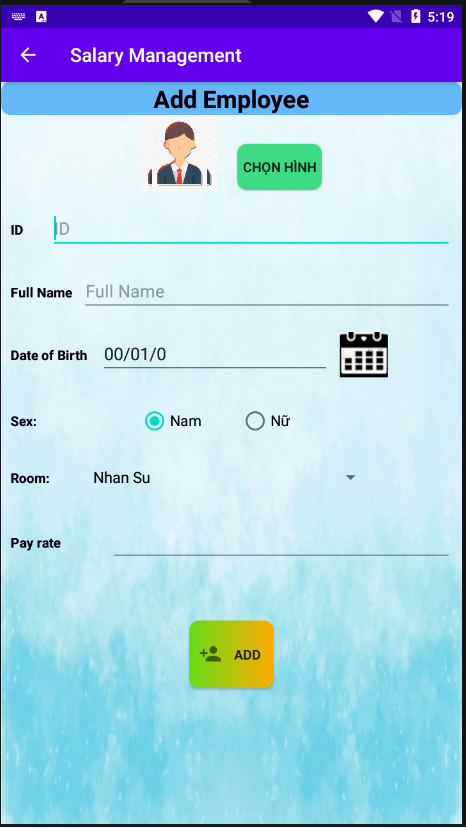 A 5:19
Salary Management
Add Employee
CHỌN HÌNH
ID ID
Full Name Full Name
Date of Birth 00/01/0
Sex: Nam Nữ
Room: Nhan Su
Pay rate
ADD